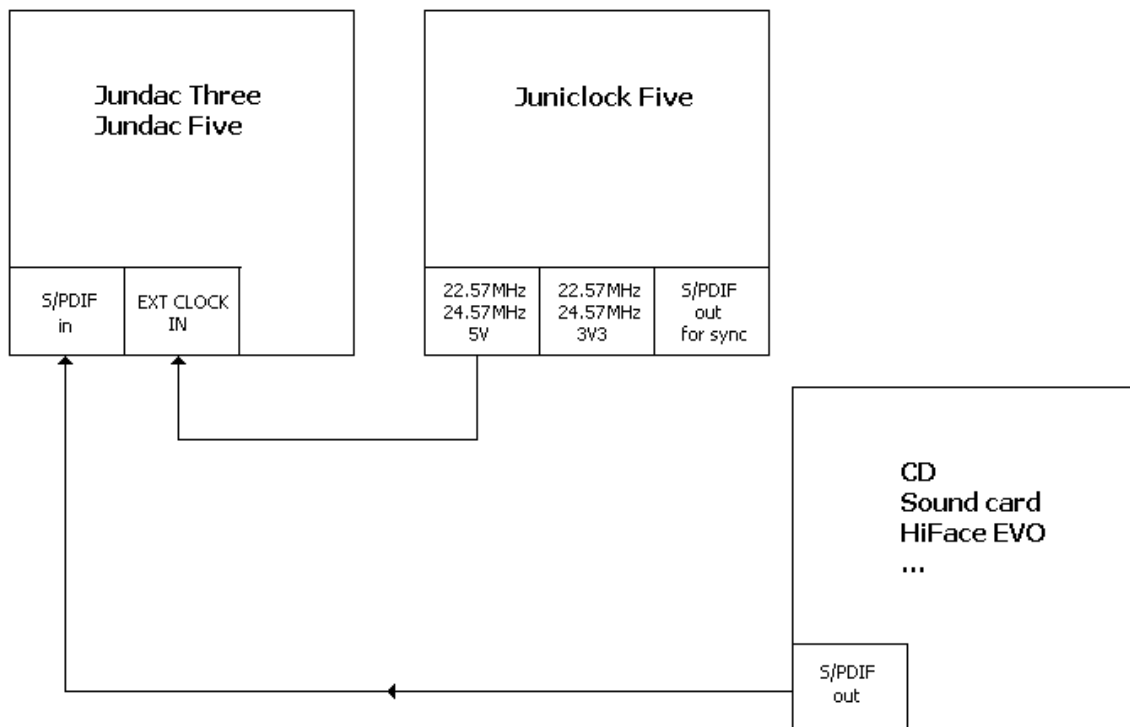 Jundac Three
Jundac Five
S/PDIF
in
EXT CLOCK
IN
Juniclock Five
22.57MHz
24.57MHz
5V
22.57MHz
24.57MHz
3V3
S/PDIF
out
for sync
CD
Sound card
HiFace EVO
...
S/PDIF
out